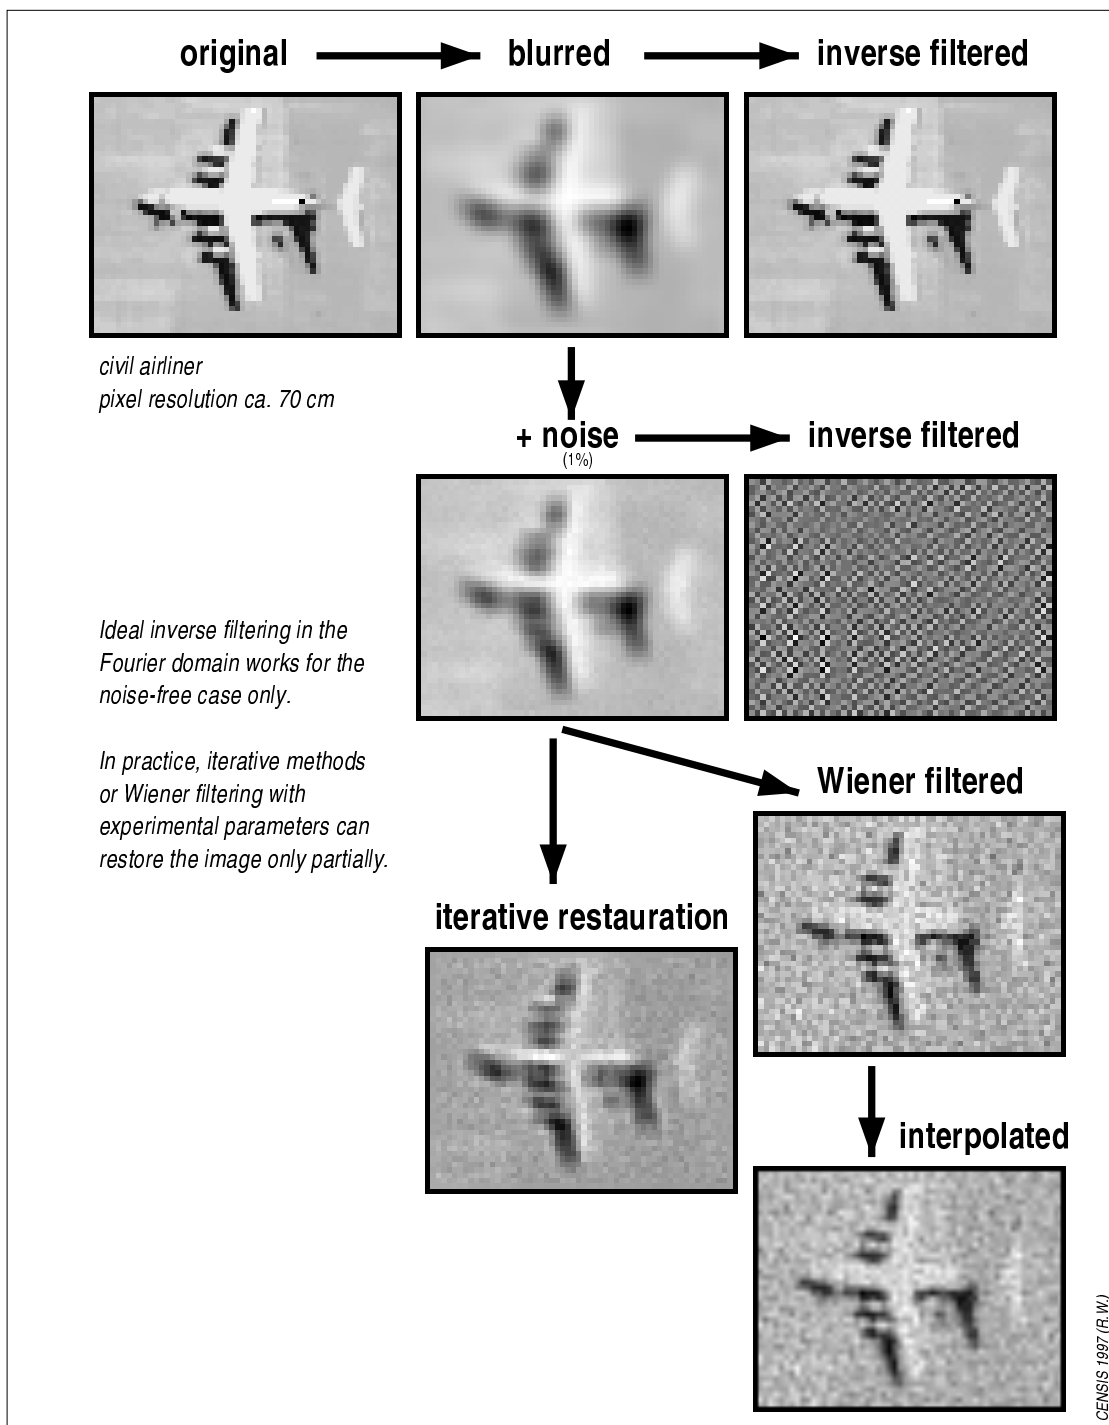 original
blurred
inverse filtered
civil airliner
pixel resolution ca. 70 cm
+ noise
(1%)
inverse filtered
Ideal inverse filtering in the
Fourier domain works for the
noise-free case only.
In practice, iterative methods
or Wiener filtering with
experimental parameters can
restore the image only partially.
Wiener filtered
iterative restauration
interpolated
CENSIS 1997 (R.W.)